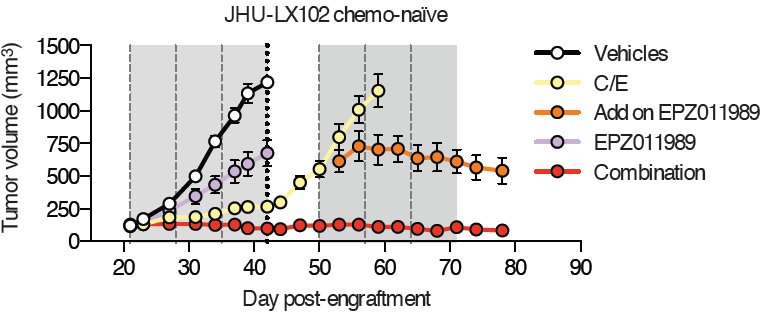 JHU-LX102 chemo-naïve
Tumor volume (mm3)
1500
1250
1000
750
500
250
0
20 30 40 50 60 70 80 90
Day post-engraftment
Vehicles
C/E
Add on EPZ011989
EPZ011989
Combination